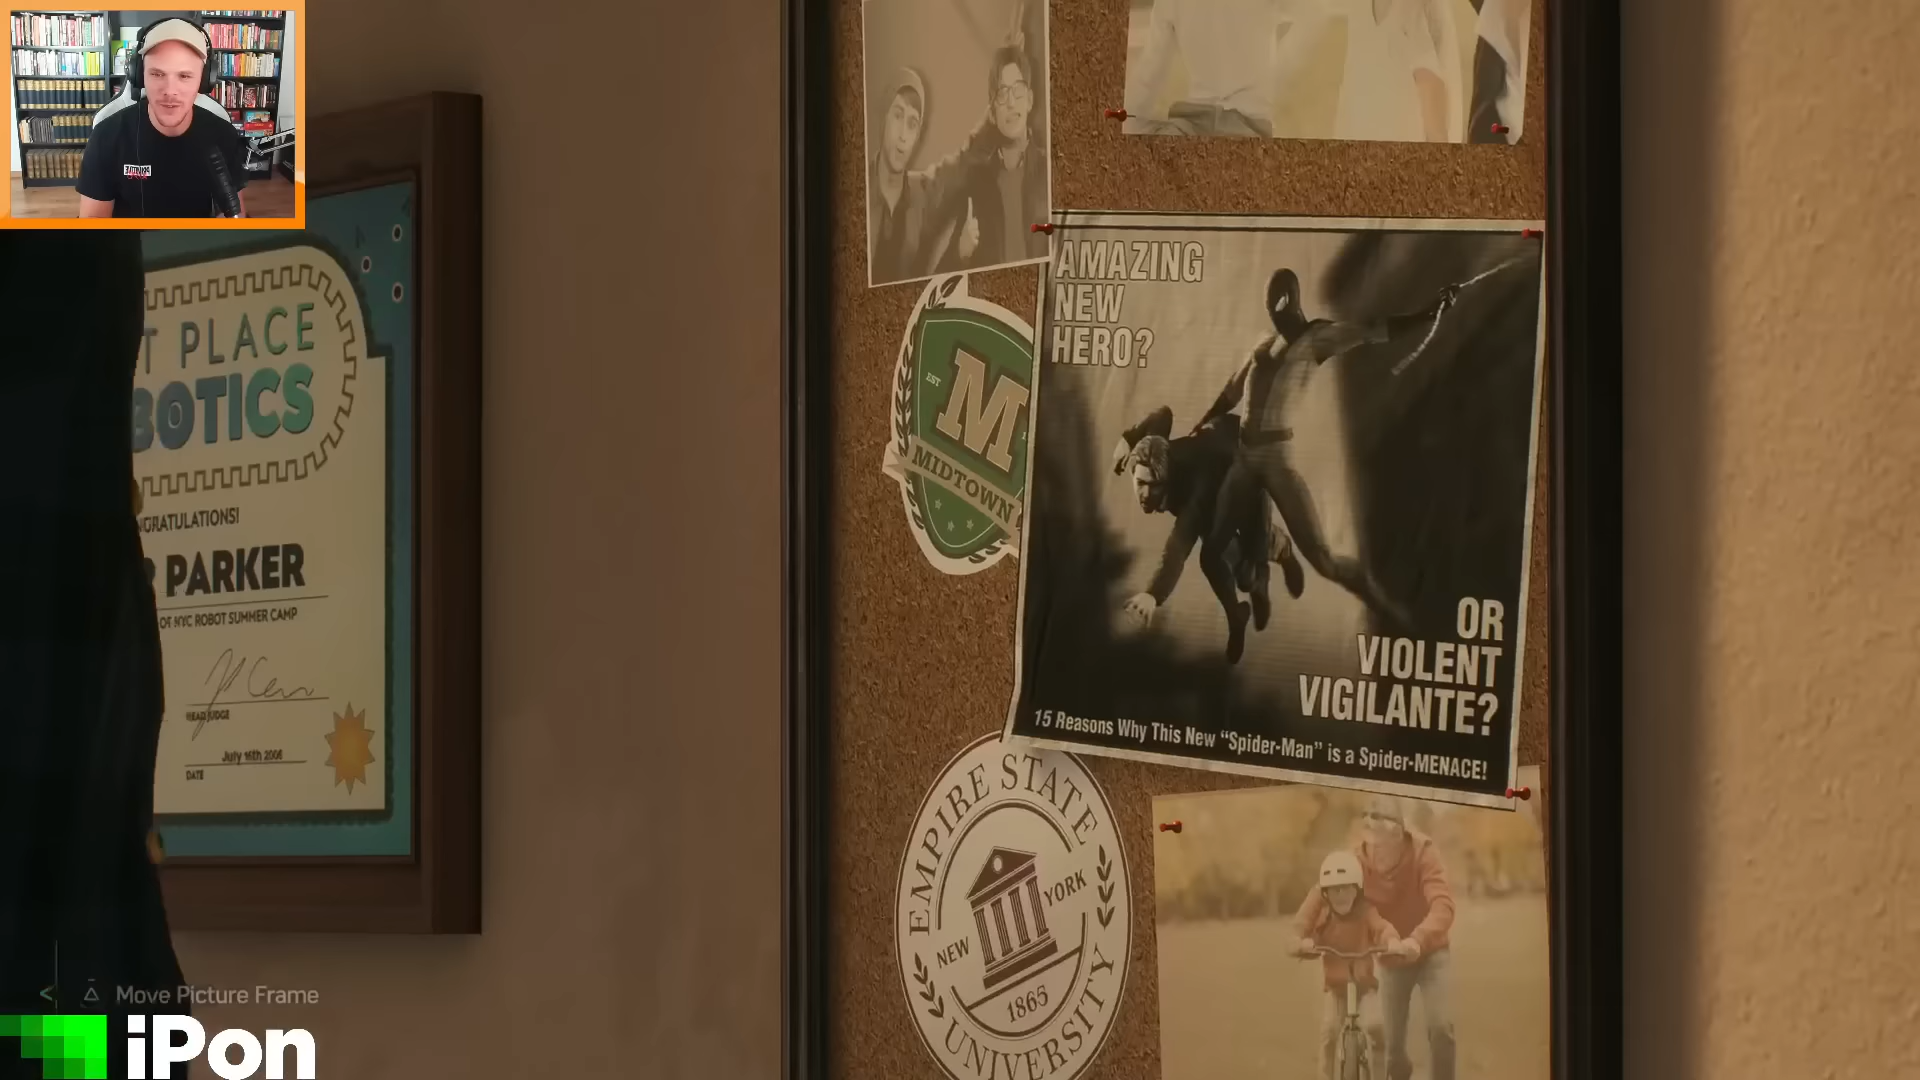 T PLACE
BOTICS
NGRATULATIONS!
R PARKER
OF NYC ROBOT SUMMER CAMP
HEAD JUDGE
July 16th 2006
DATE
AMAZING
NEW
HERO?
OR
VIOLENT
VIGILANTE?
15 Reasons Why This New “Spider-Man” is a Spider-MENACE!
EST
M
MIDTOWN
EMPIRE STATE
NEW YORK
1865
UNIVERSITY
Move Picture Frame
iPon